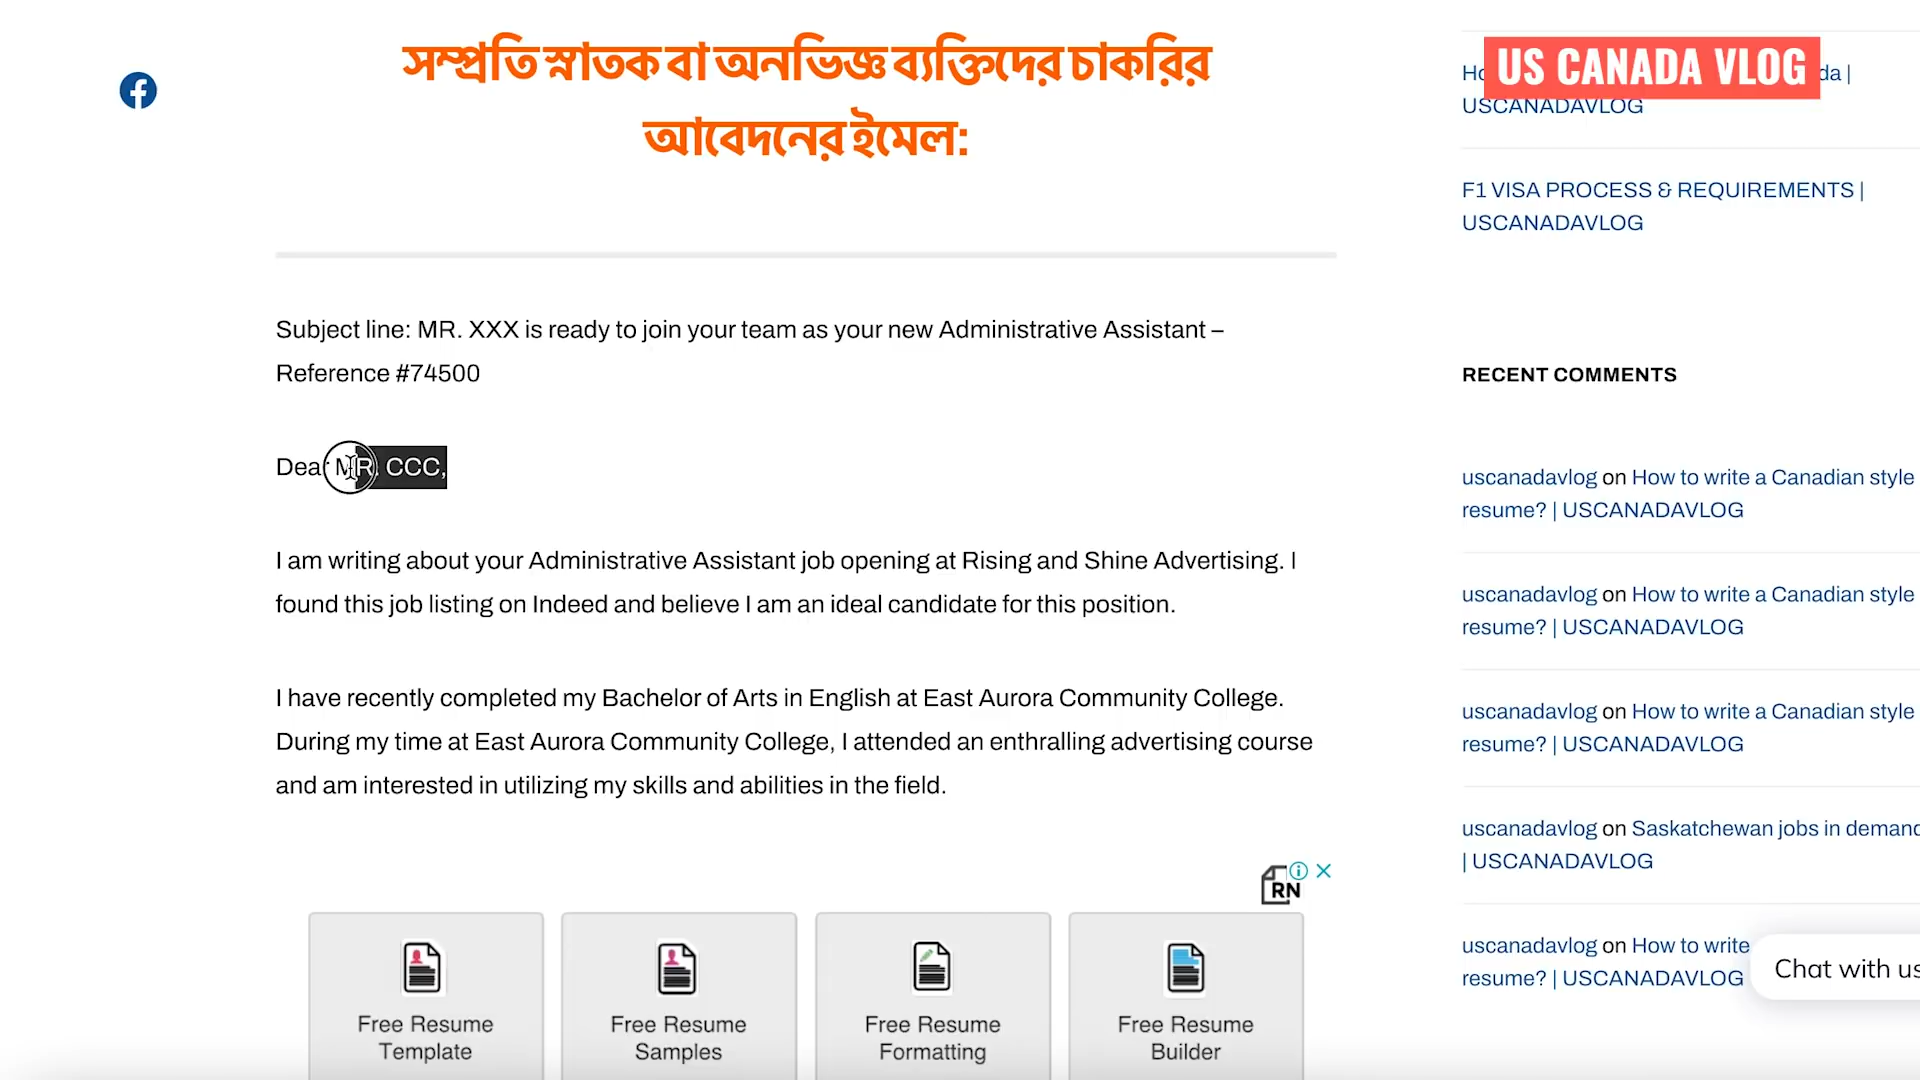 সম্প্রতি স্নাতক বা অনভিজ্ঞ ব্যক্তিদের চাকরির
আবেদনের ইমেল:
Subject line: MR. XXX is ready to join your team as your new Administrative Assistant –
Reference #74500
Dear MR. CCC,
I am writing about your Administrative Assistant job opening at Rising and Shine Advertising. I
found this job listing on Indeed and believe I am an ideal candidate for this position.
I have recently completed my Bachelor of Arts in English at East Aurora Community College.
During my time at East Aurora Community College, I attended an enthralling advertising course
and am interested in utilizing my skills and abilities in the field.
RN
Free Resume
Template
Free Resume
Samples
Free Resume
Formatting
Free Resume
Builder
US CANADA VLOG
USCANADAVLOG
F1 VISA PROCESS & REQUIREMENTS |
USCANADAVLOG
RECENT COMMENTS
uscanadavlog on How to write a Canadian style
resume? | USCANADAVLOG
uscanadavlog on How to write a Canadian style
resume? | USCANADAVLOG
uscanadavlog on How to write a Canadian style
resume? | USCANADAVLOG
uscanadavlog on Saskatchewan jobs in demand
| USCANADAVLOG
uscanadavlog on How to write
resume? | USCANADAVLOG
Chat with us